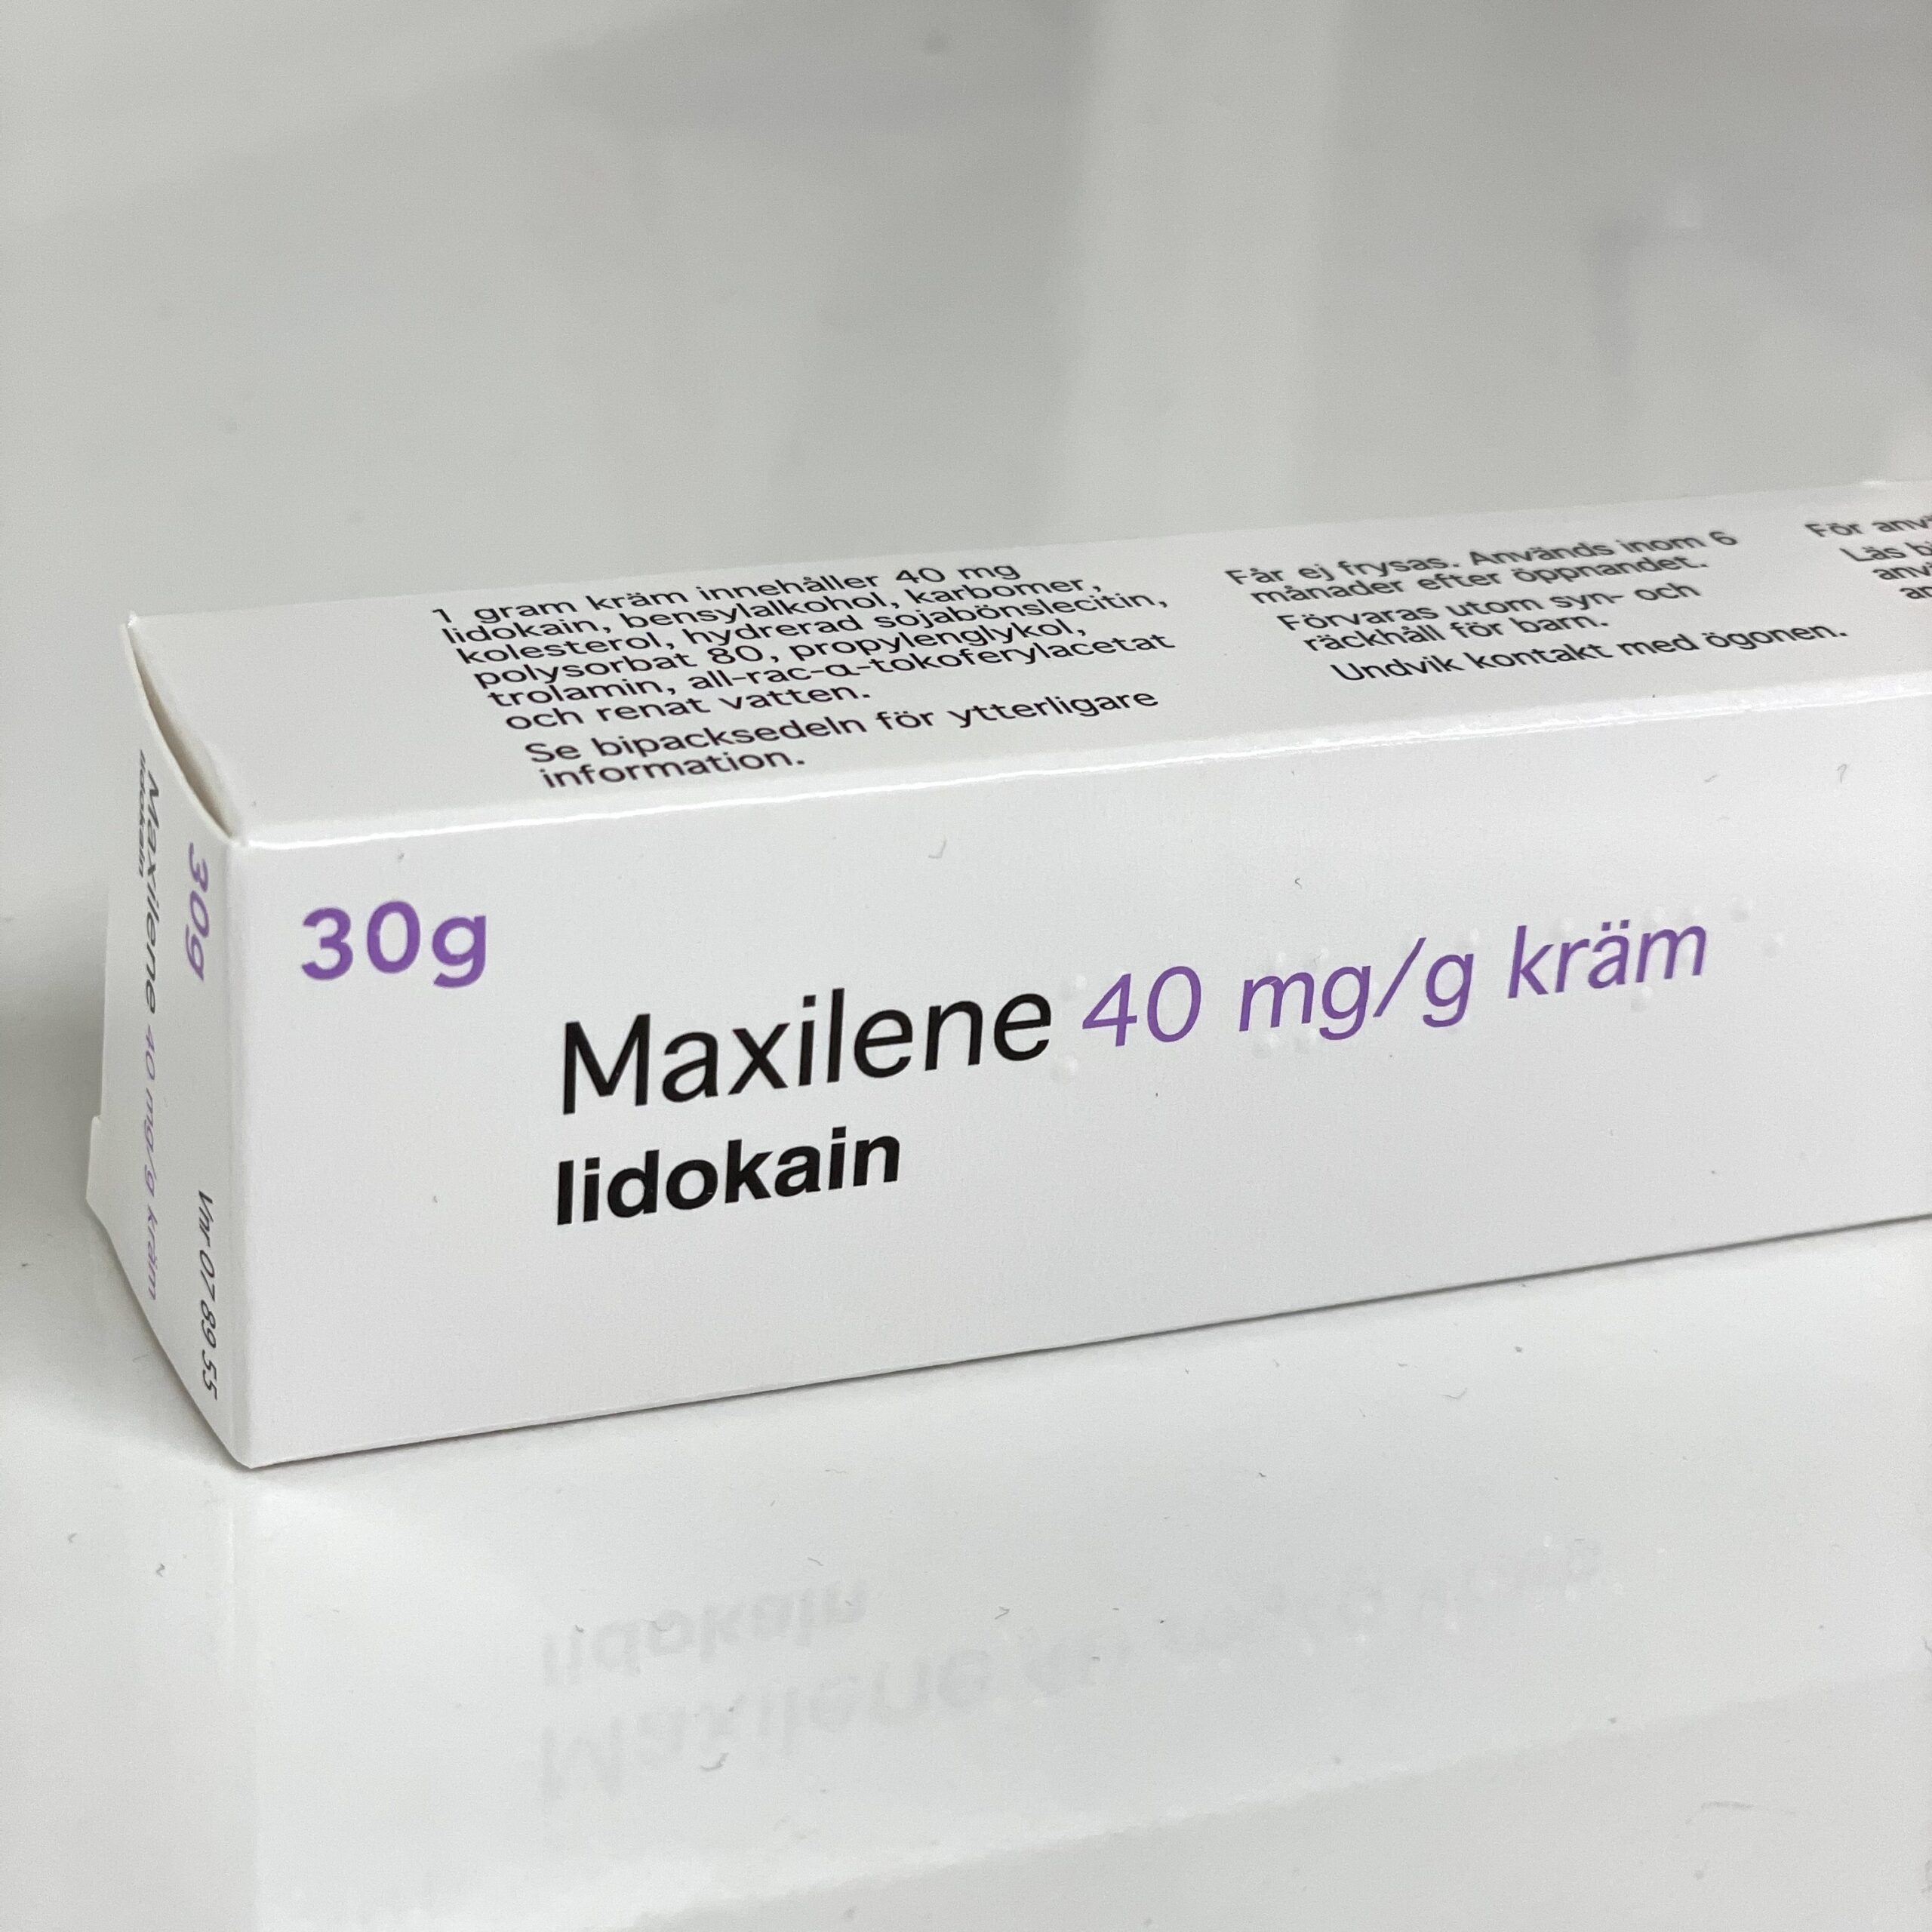 1 gram kräm innehåller 40 mg
lidokain, bensylalkohol, karbomer,
kolesterol, hydrerad sojabönslecitin,
polysorbat 80, propylenglykol,
trolamin, all-rac-α-tokoferylacetat
och renat vatten.
Se bipacksedeln för ytterligare
information.
Får ej frysas. Används inom 6
månader efter öppnandet.
Förvaras utom syn- och
räckhåll för barn.
Undvik kontakt med ögonen.
För
Läs
30g
Maxilene 40 mg/g kräm
lidokain
30g
Maxilene 40 mg/g kräm
lidokain
Vnr 07 89 55